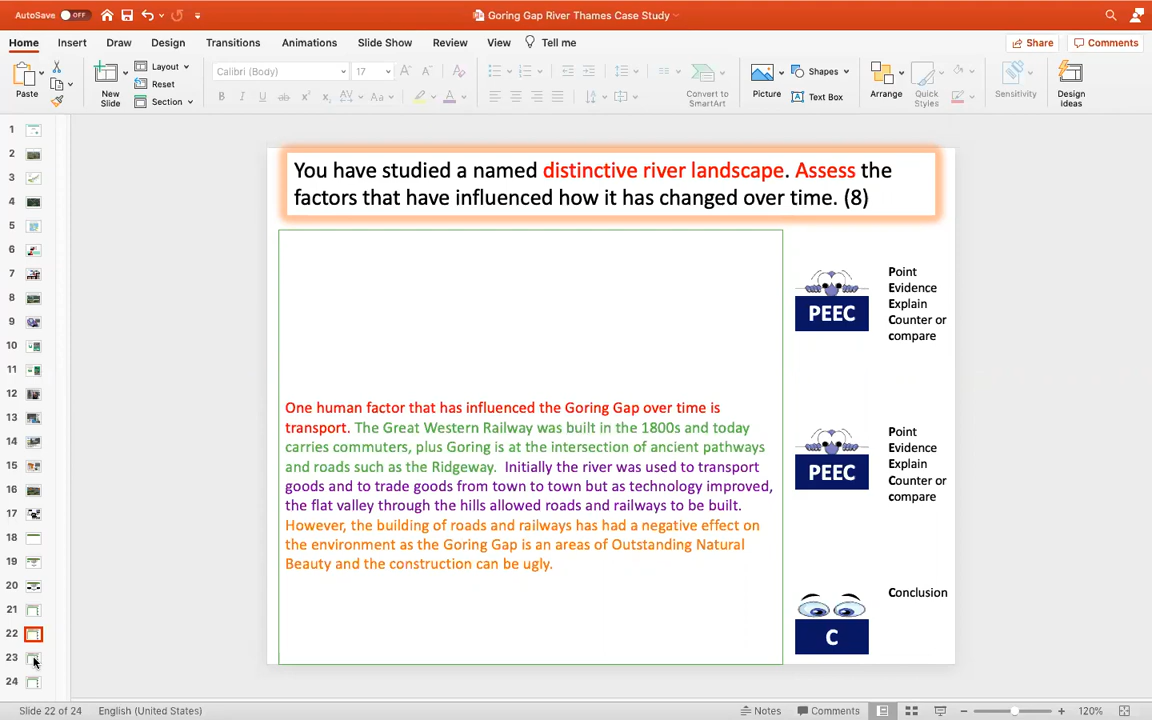 AutoSave OFF
Goring Gap River Thames Case Study
Home Insert Draw Design Transitions Animations Slide Show Review View Tell me Share Comments
Paste
New Slide
Layout
Reset
Section
Calibri (Body) 17
Convert to SmartArt
Picture
Shapes
Text Box
Arrange
Quick Styles
Sensitivity
Design Ideas
1
2
3
4
5
6
7
8
9
10
11
12
13
14
15
16
17
18
19
20
21
22
23
24
You have studied a named distinctive river landscape. Assess the
factors that have influenced how it has changed over time. (8)
One human factor that has influenced the Goring Gap over time is
transport. The Great Western Railway was built in the 1800s and today
carries commuters, plus Goring is at the intersection of ancient pathways
and roads such as the Ridgeway. Initially the river was used to transport
goods and to trade goods from town to town but as technology improved,
the flat valley through the hills allowed roads and railways to be built.
However, the building of roads and railways has had a negative effect on
the environment as the Goring Gap is an areas of Outstanding Natural
Beauty and the construction can be ugly.
PEEC
Point
Evidence
Explain
Counter or
compare
PEEC
Point
Evidence
Explain
Counter or
compare
C
Conclusion
Slide 22 of 24 English (United States) Notes Comments 120%